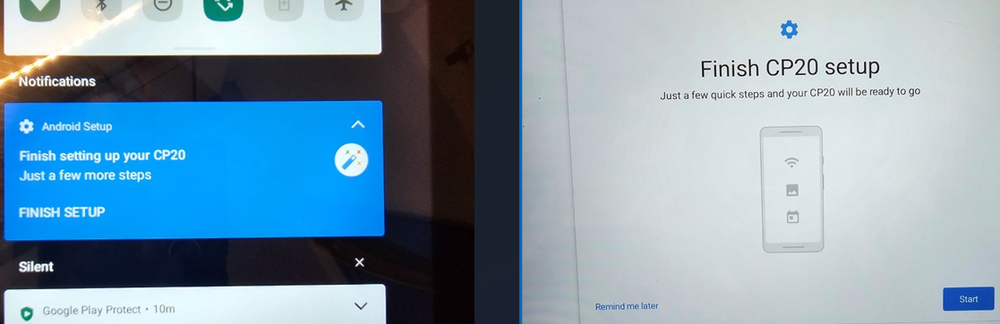 Notifications
Android Setup
Finish setting up your CP20
Just a few more steps
FINISH SETUP
Silent
Google Play Protect • 10m
Finish CP20 setup
Just a few quick steps and your CP20 will be ready to go
Remind me later
Start